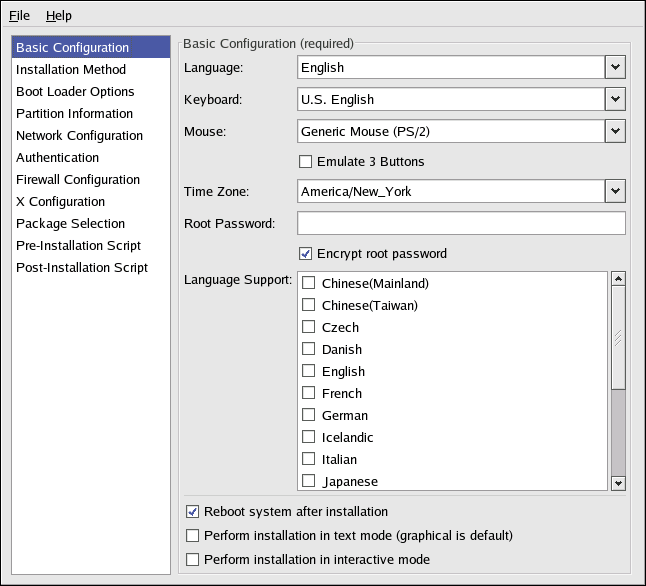 File Help
Basic Configuration
Installation Method
Boot Loader Options
Partition Information
Network Configuration
Authentication
Firewall Configuration
X Configuration
Package Selection
Pre-Installation Script
Post-Installation Script
Basic Configuration (required)
Language: English
Keyboard: U.S. English
Mouse: Generic Mouse (PS/2)
Emulate 3 Buttons
Time Zone: America/New_York
Root Password:
Encrypt root password
Language Support:
Chinese(Mainland)
Chinese(Taiwan)
Czech
Danish
English
French
German
Icelandic
Italian
Japanese
Reboot system after installation
Perform installation in text mode (graphical is default)
Perform installation in interactive mode